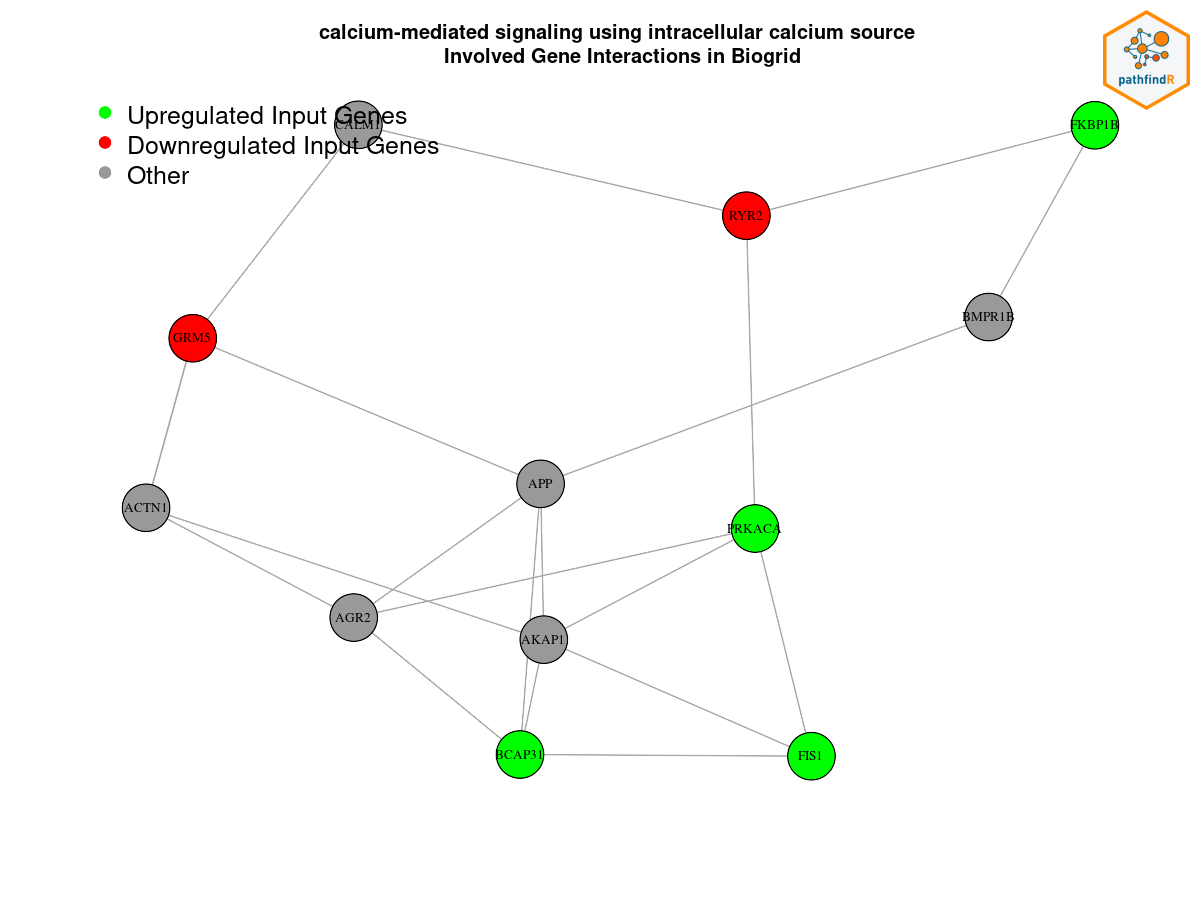 calcium-mediated signaling using intracellular calcium source
Involved Gene Interactions in Biogrid
pathfindR
Upregulated Input Genes
Downregulated Input Genes
Other
CALM1
FKBP1B
RYR2
BMPR1B
GRM5
APP
ACTN1
PRKACA
AGR2
AKAP1
BCAP31
FIS1